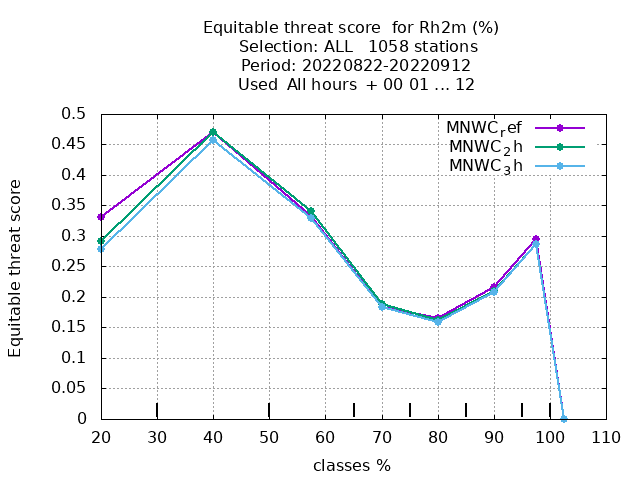 Equitable threat score  for Rh2m (%)
Selection: ALL   1058 stations
Period: 20220822-20220912
Used  All hours  + 00 01 ... 12
MNWC_ref
MNWC_2h
MNWC_3h
Equitable threat score
0.5
0.45
0.4
0.35
0.3
0.25
0.2
0.15
0.1
0.05
0
20 30 40 50 60 70 80 90 100 110
classes %